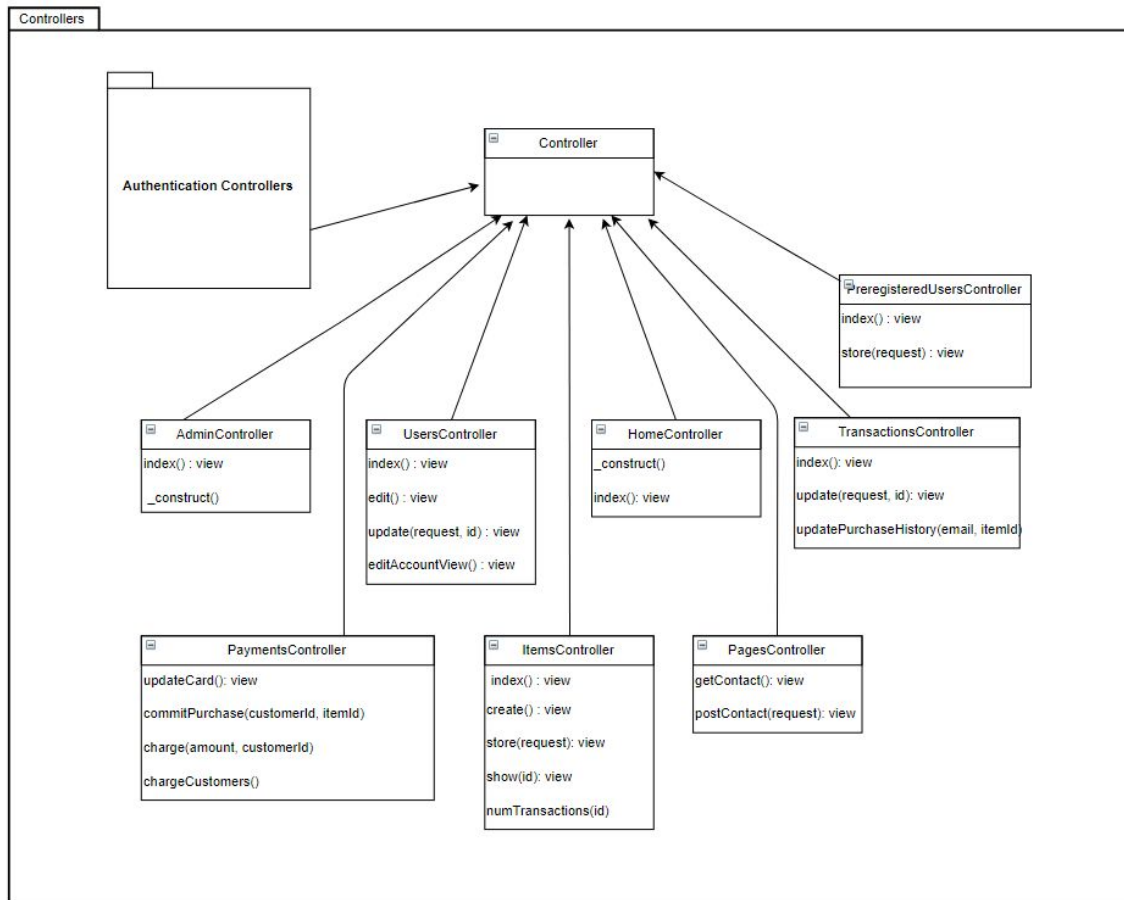 Controllers
Authentication Controllers
Controller
PreregisteredUsersController
index() : view
store(request) : view
AdminController
index() : view
_construct()
UsersController
index() : view
edit() : view
update(request, id) : view
editAccountView() : view
HomeController
_construct()
index(): view
TransactionsController
index(): view
update(request, id): view
updatePurchaseHistory(email, itemId)
PaymentsController
updateCard(): view
commitPurchase(customerId, itemId)
charge(amount, customerId)
chargeCustomers()
ItemsController
index() : view
create() : view
store(request): view
show(id): view
numTransactions(id)
PagesController
getContact(): view
postContact(request): view